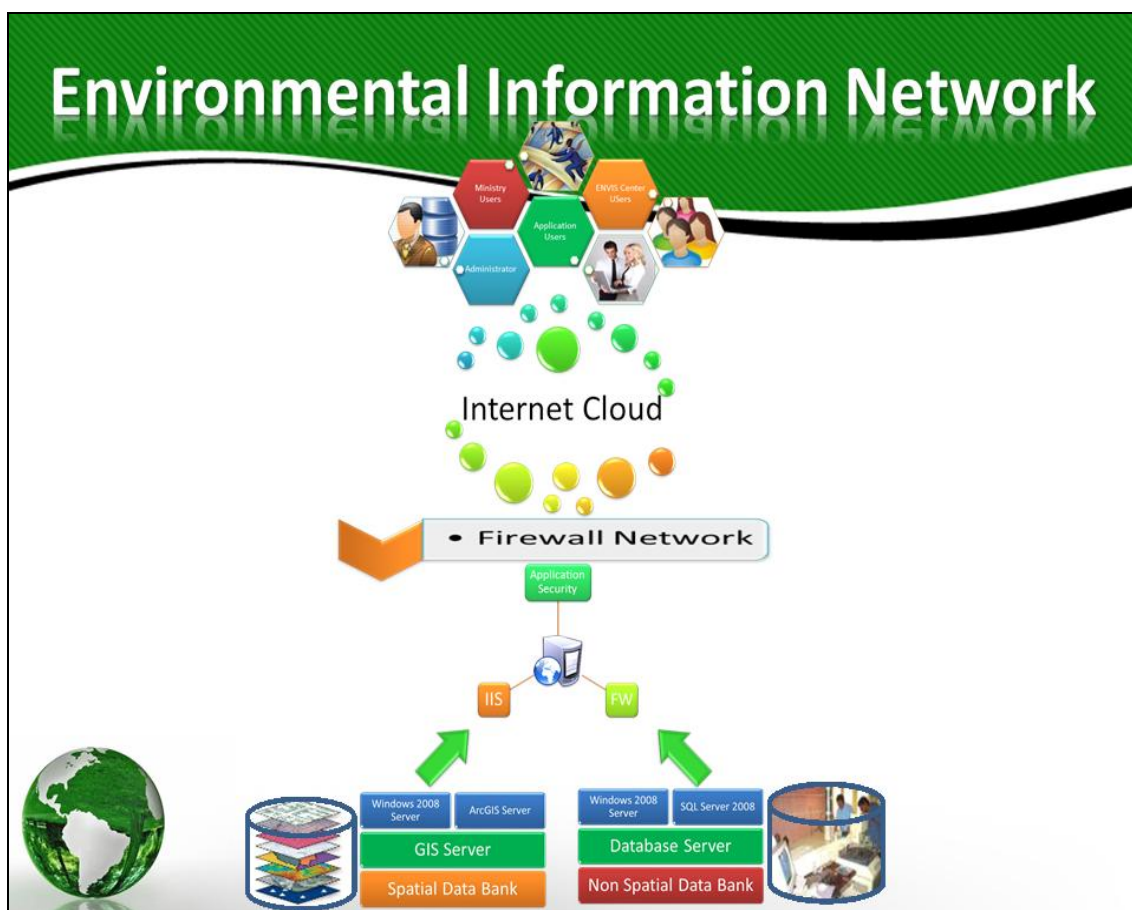 Environmental Information Network
Ministry
Users
ENVIS Center
USers
Application
Users
Administrator
Internet Cloud
• Firewall Network
Application
Security
IIS
FW
Windows 2008
Server
ArcGIS Server
GIS Server
Spatial Data Bank
Windows 2008
Server
SQL Server 2008
Database Server
Non Spatial Data Bank